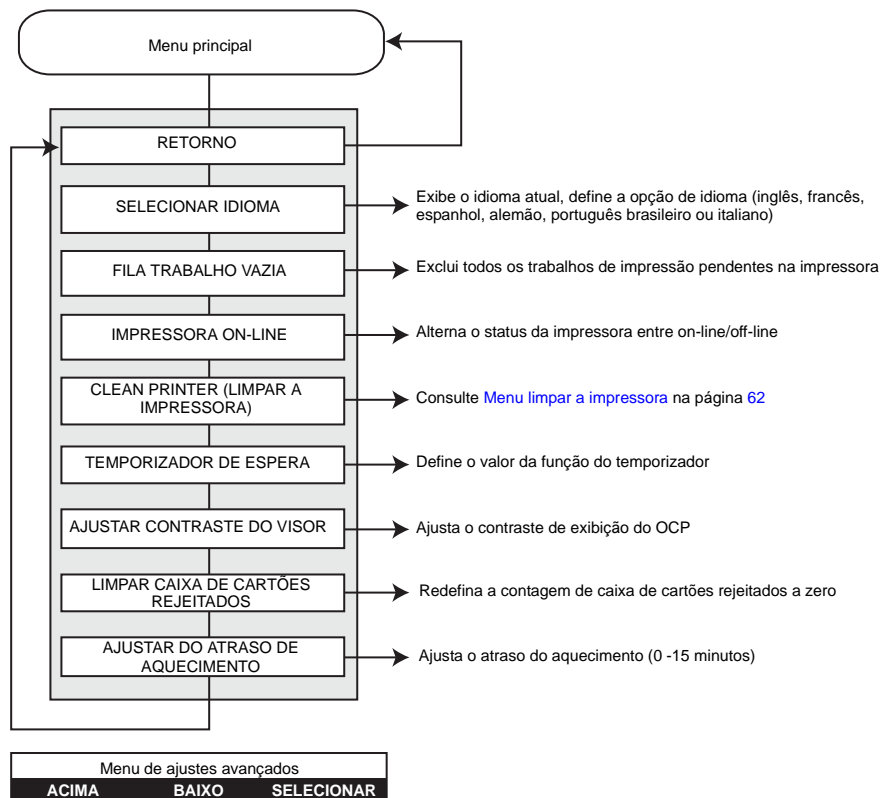 Menu principal
RETORNO
SELECIONAR IDIOMA
Exibe o idioma atual, define a opção de idioma (inglês, francês,
espanhol, alemão, português brasileiro ou italiano)
FILA TRABALHO VAZIA
Exclui todos os trabalhos de impressão pendentes na impressora
IMPRESSORA ON-LINE
Alterna o status da impressora entre on-line/off-line
CLEAN PRINTER (LIMPAR A
IMPRESSORA)
Consulte Menu limpar a impressora na página 62
TEMPORIZADOR DE ESPERA
Define o valor da função do temporizador
AJUSTAR CONTRASTE DO VISOR
Ajusta o contraste de exibição do OCP
LIMPAR CAIXA DE CARTÕES
REJEITADOS
Redefina a contagem de caixa de cartões rejeitados a zero
AJUSTAR DO ATRASO DE
AQUECIMENTO
Ajusta o atraso do aquecimento (0 -15 minutos)
Menu de ajustes avançados
ACIMA BAIXO SELECIONAR